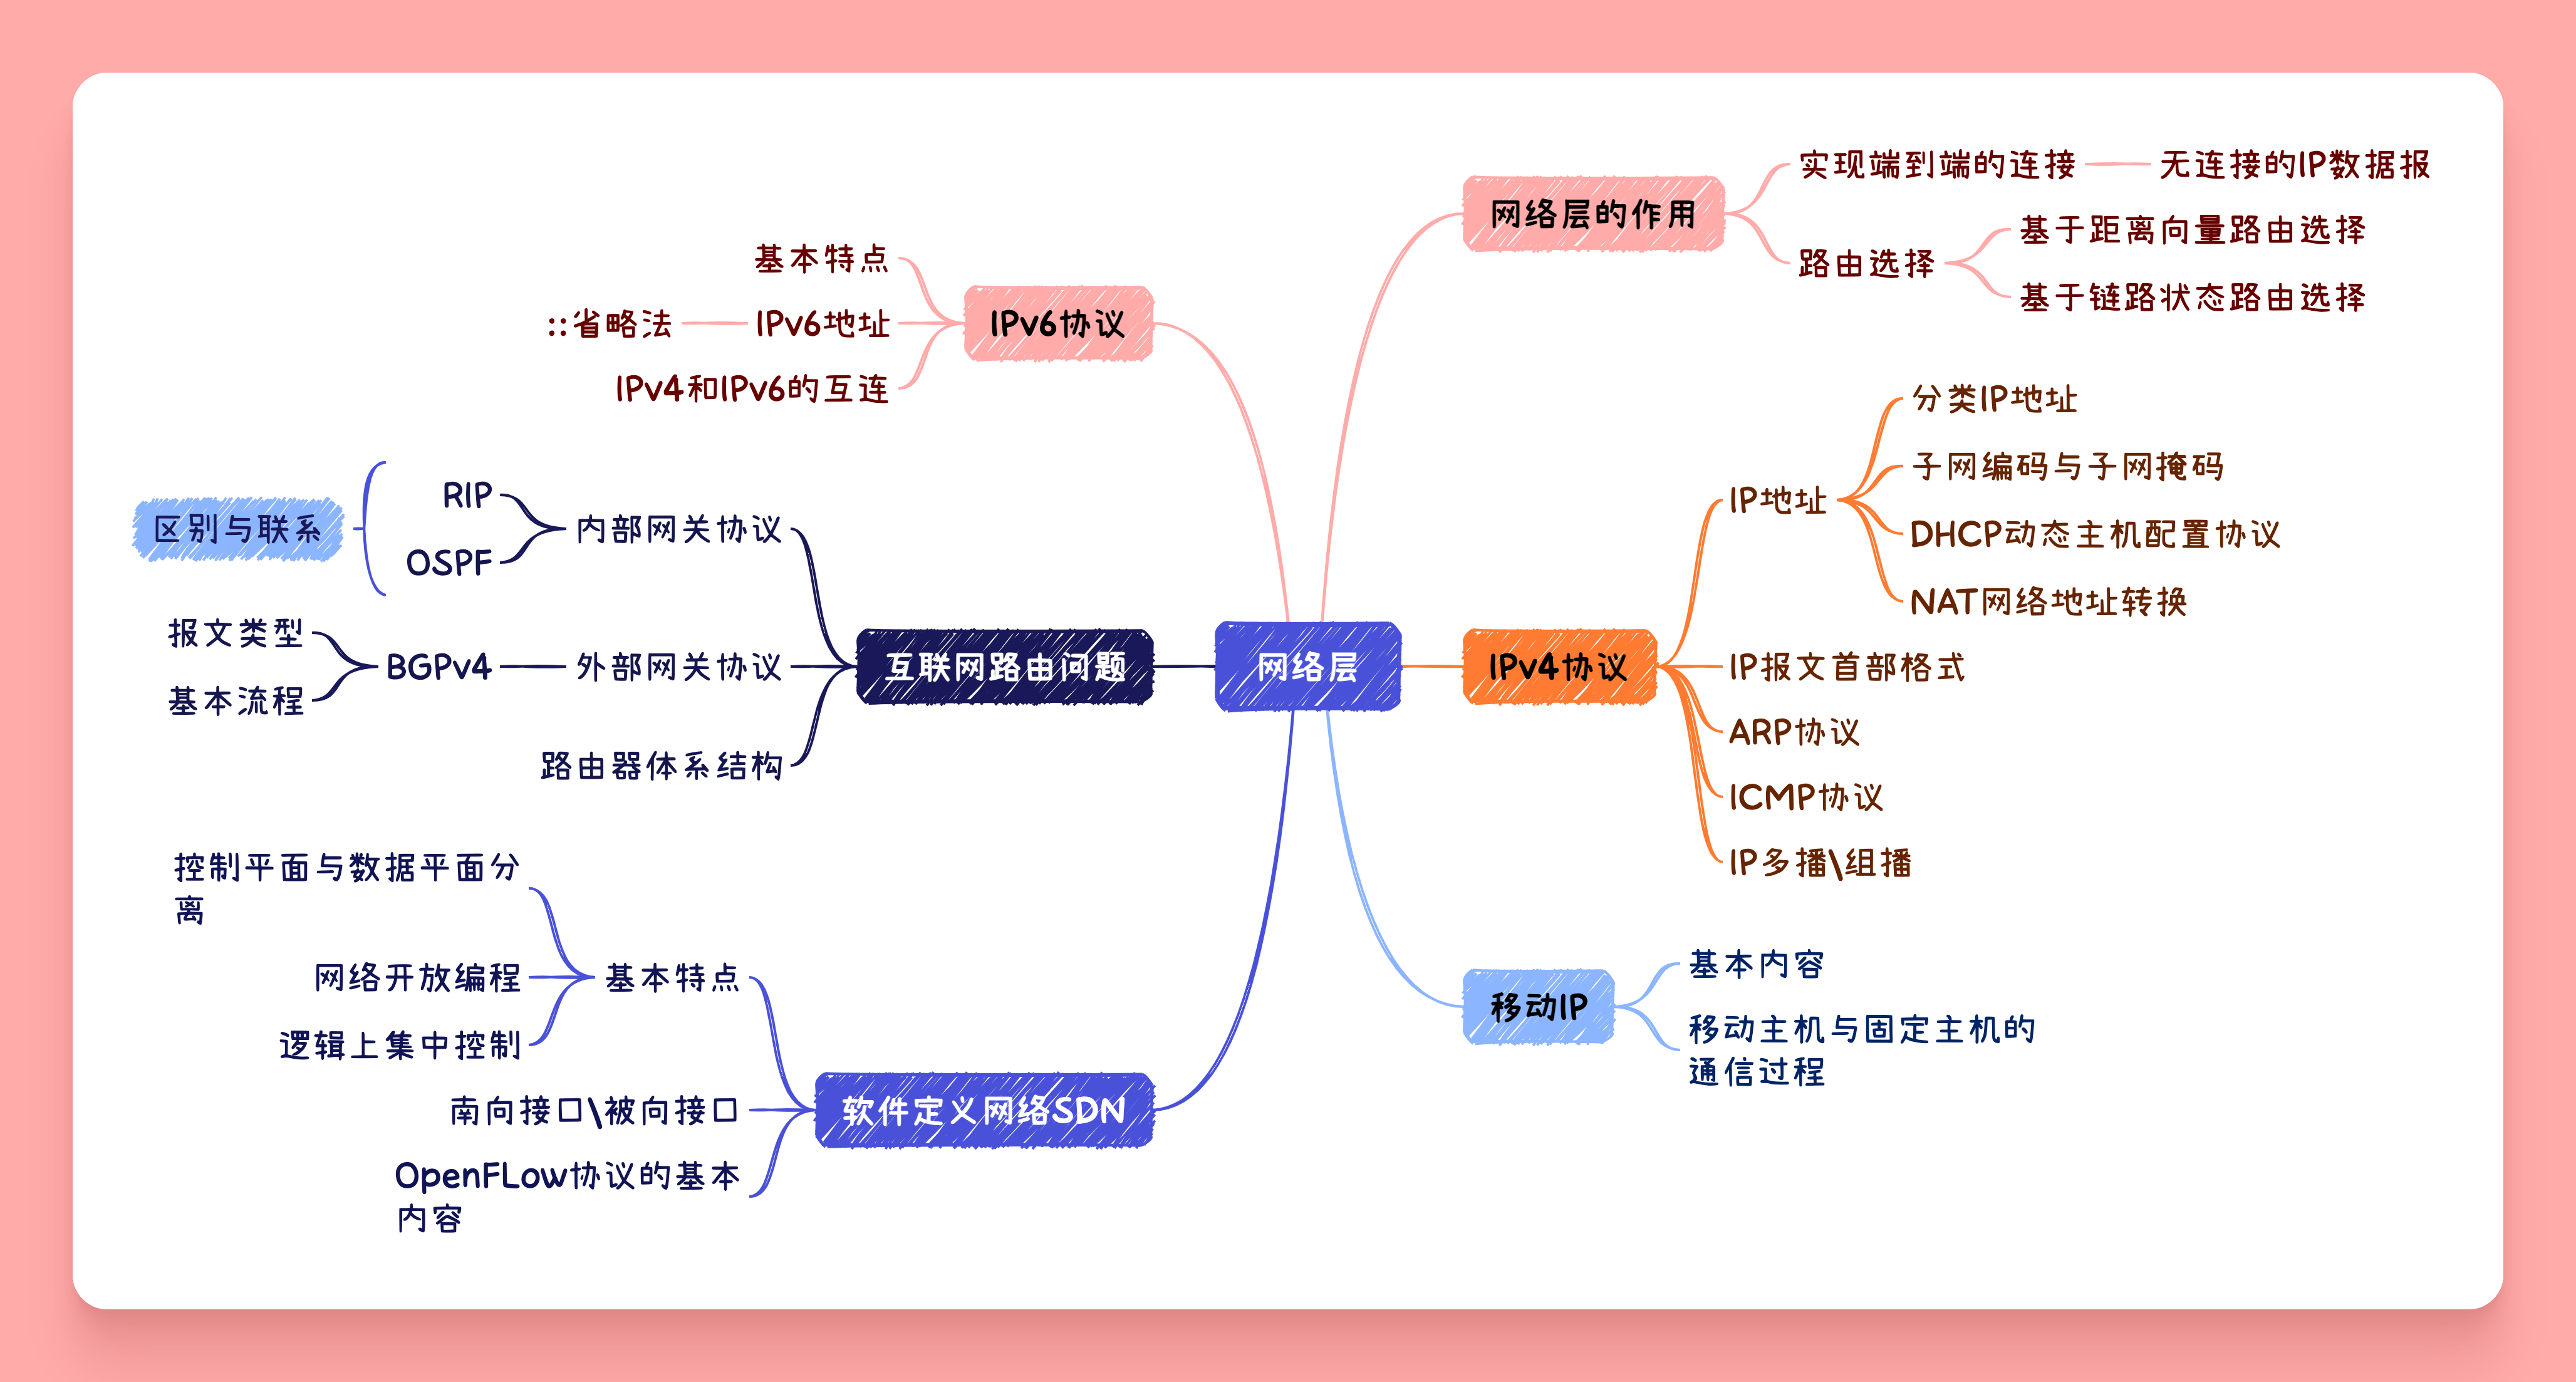 网络层
网络层的作用
实现端到端的连接
无连接的IP数据报
路由选择
基于距离向量路由选择
基于链路状态路由选择
IPv4协议
IP地址
分类IP地址
子网编码与子网掩码
DHCP动态主机配置协议
NAT网络地址转换
IP报文首部格式
ARP协议
ICMP协议
IP多播\组播
移动IP
基本内容
移动主机与固定主机的
通信过程
IPv6协议
基本特点
IPv6地址
::省略法
IPv4和IPv6的互连
互联网路由问题
内部网关协议
RIP
OSPF
区别与联系
外部网关协议
BGPv4
报文类型
基本流程
路由器体系结构
软件定义网络SDN
基本特点
控制平面与数据平面分
离
网络开放编程
逻辑上集中控制
南向接口\被向接口
OpenFLow协议的基本
内容